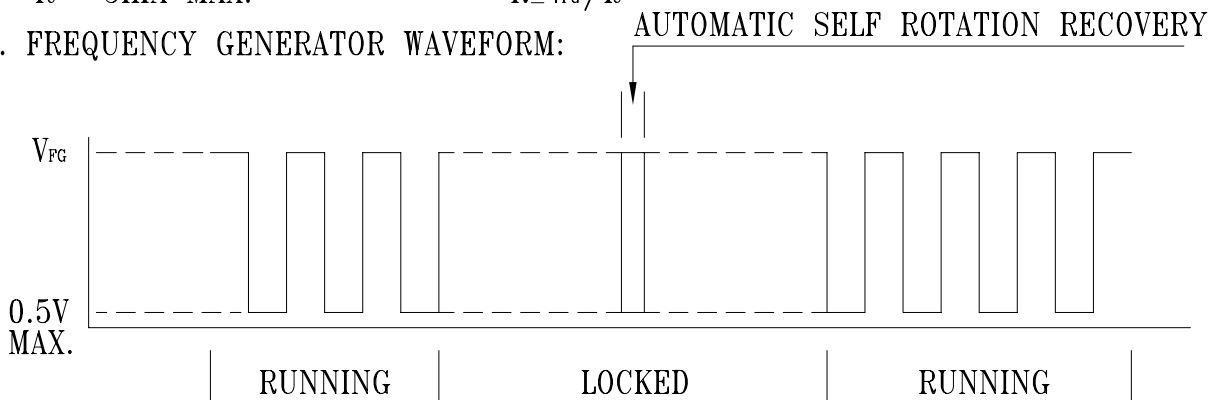 . FREQUENCY GENERATOR WAVEFORM:
AUTOMATIC SELF ROTATION RECOVERY
VFG
0.5V
MAX.
RUNNING
LOCKED
RUNNING